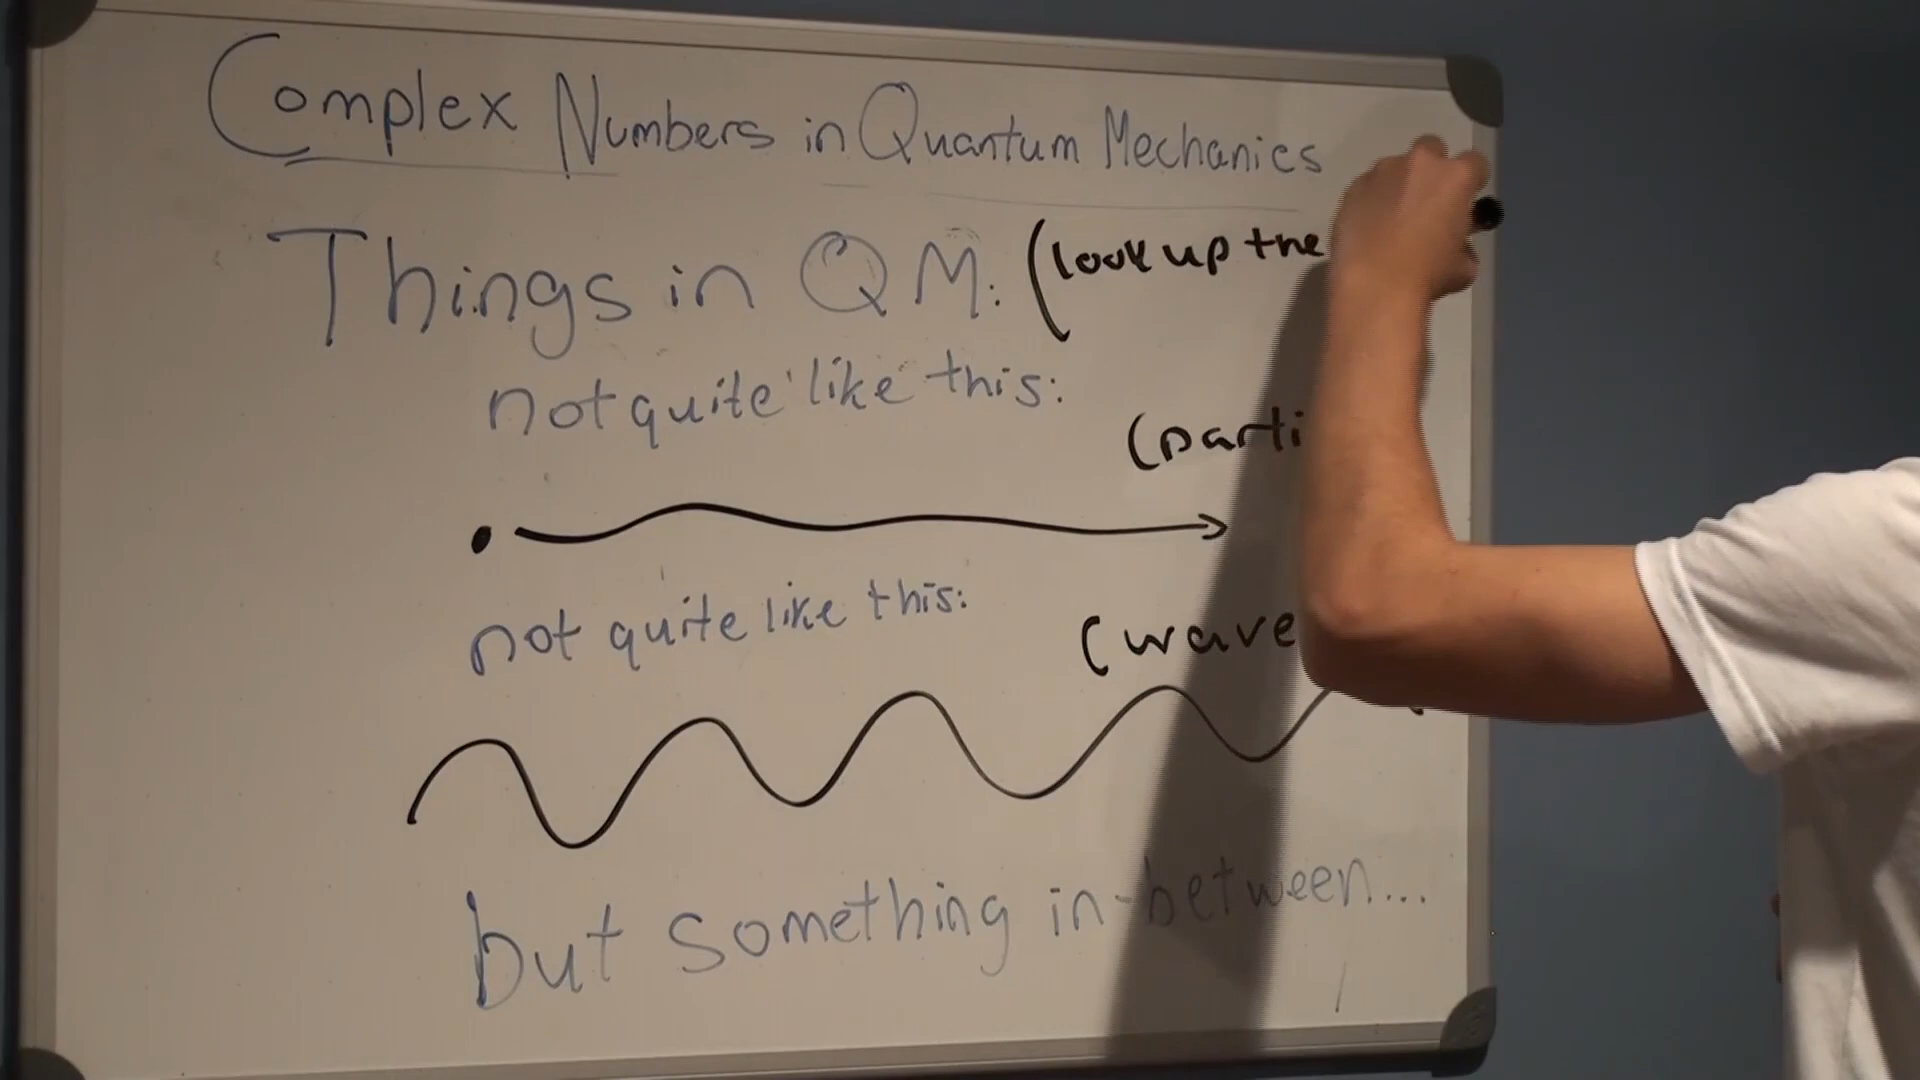 Complex Numbers in Quantum Mechanics
Things in QM: (look up the
not quite like this:
(parti
not quite like this:
(wave
but something in-between...